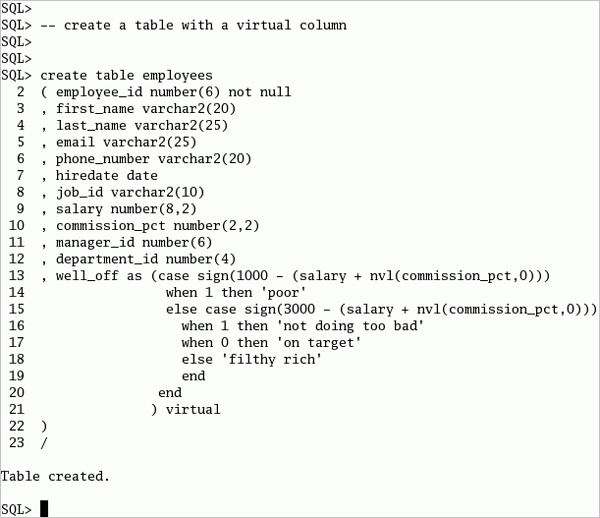 SQL>
SQL> -- create a table with a virtual column
SQL>
SQL>
SQL> create table employees
2 ( employee_id number(6) not null
3 , first_name varchar2(20)
4 , last_name varchar2(25)
5 , email varchar2(25)
6 , phone_number varchar2(20)
7 , hiredate date
8 , job_id varchar2(10)
9 , salary number(8,2)
10 , commission_pct number(2,2)
11 , manager_id number(6)
12 , department_id number(4)
13 , well_off as (case sign(1000 - (salary + nvl(commission_pct,0)))
14 when 1 then 'poor'
15 else case sign(3000 - (salary + nvl(commission_pct,0)))
16 when 1 then 'not doing too bad'
17 when 0 then 'on target'
18 else 'filthy rich'
19 end
20 end
21 ) virtual
22 )
23 /
Table created.
SQL>